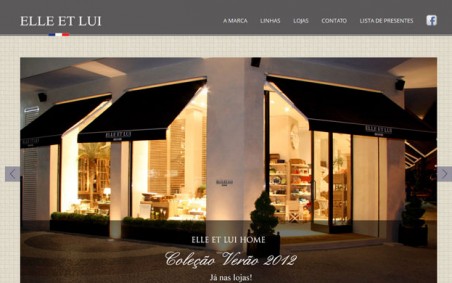 ELLE ET LUI
A MARCA LINHAS LOJAS CONTATO LISTA DE PRESENTES
ELLE ET LUI
ELLE ET LUI
ELLE ET LUI HOME
Coleção Verão 2012
Já nas lojas!